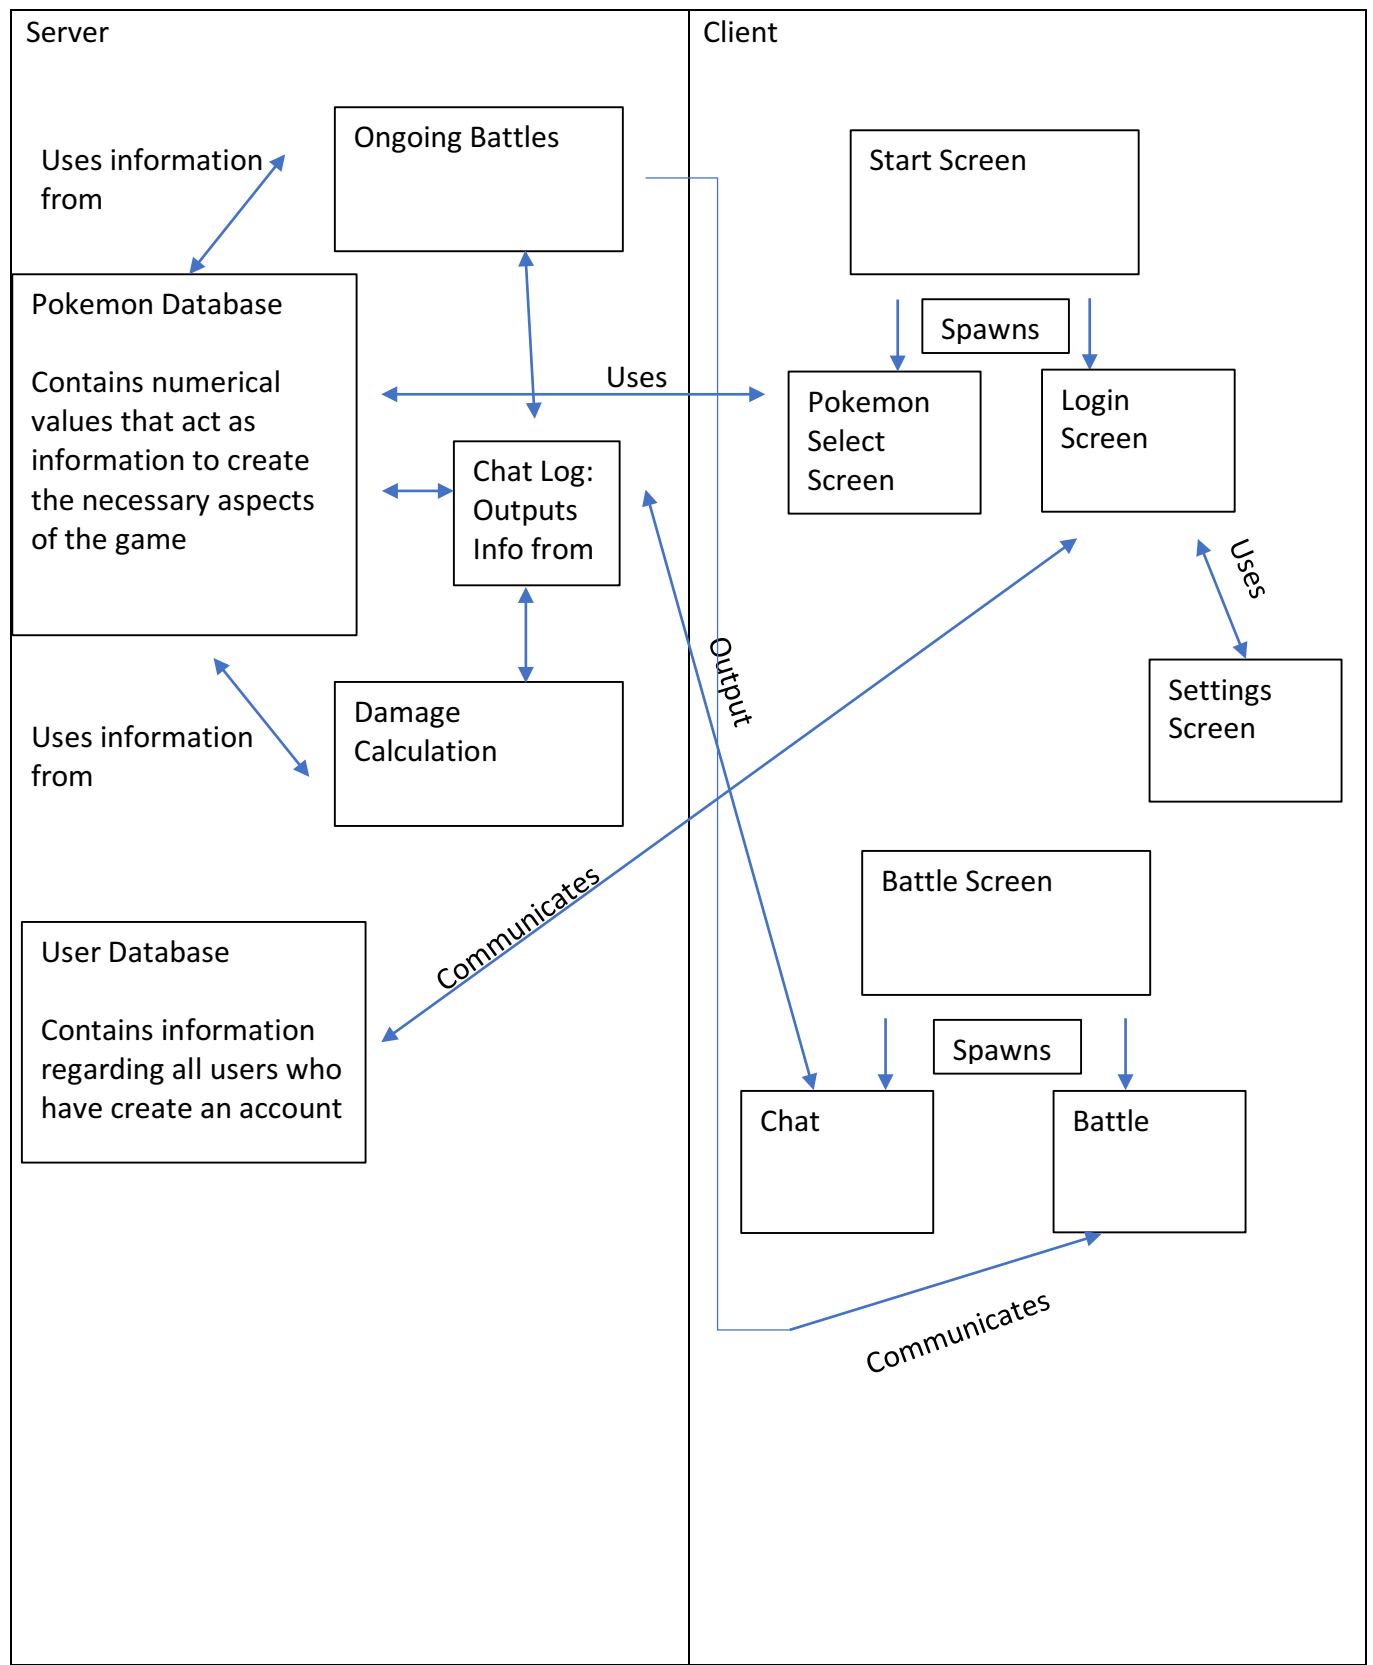 Server
Uses information
from
Ongoing Battles
Pokemon Database
Contains numerical
values that act as
information to create
the necessary aspects
of the game
Uses
Chat Log:
Outputs
Info from
Uses information
from
Damage
Calculation
Communicates
User Database
Contains information
regarding all users who
have create an account
Client
Start Screen
Spawns
Pokemon
Select
Screen
Login
Screen
Uses
Settings
Screen
Output
Battle Screen
Spawns
Chat
Battle
Communicates